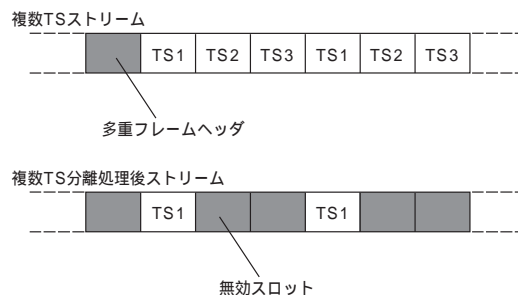 複数TSストリーム
TS1 TS2 TS3 TS1 TS2 TS3
多重フレームヘッダ
複数TS分離処理後ストリーム
TS1 TS1
無効スロット